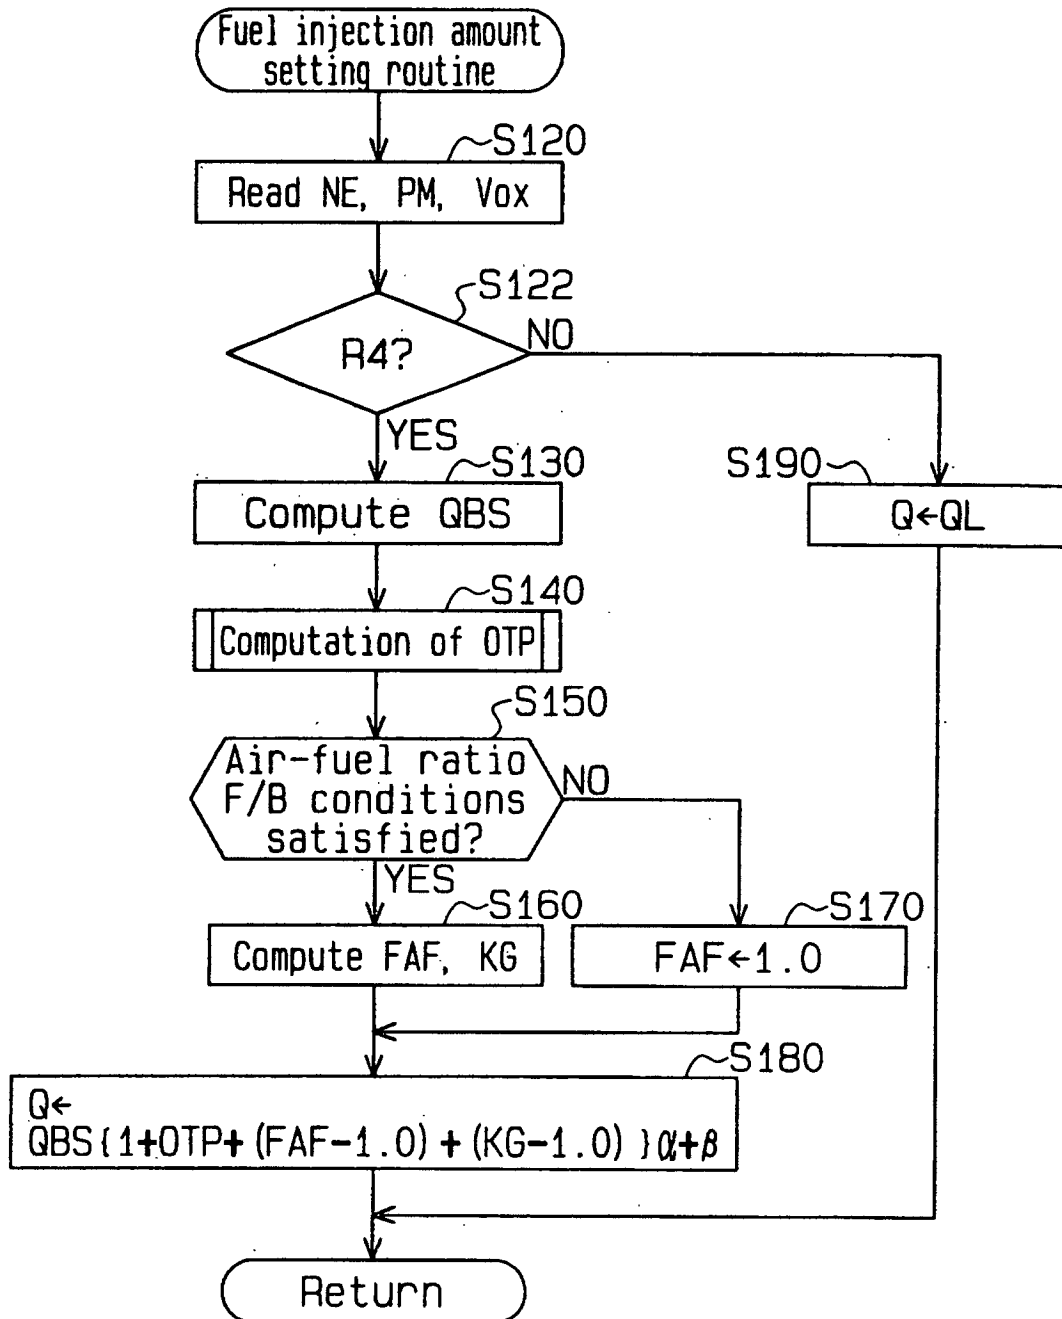 Fuel injection amount
setting routine
S120
Read NE, PM, Vox
S122
R4?
NO
YES
S130
Compute QBS
S190
Q←QL
S140
Computation of OTP
S150
Air-fuel ratio
F/B conditions
satisfied?
NO
YES
S160
Compute FAF, KG
S170
FAF←1.0
S180
Q←
QBS{1+OTP+(FAF-1.0)+(KG-1.0)}α+β
Return